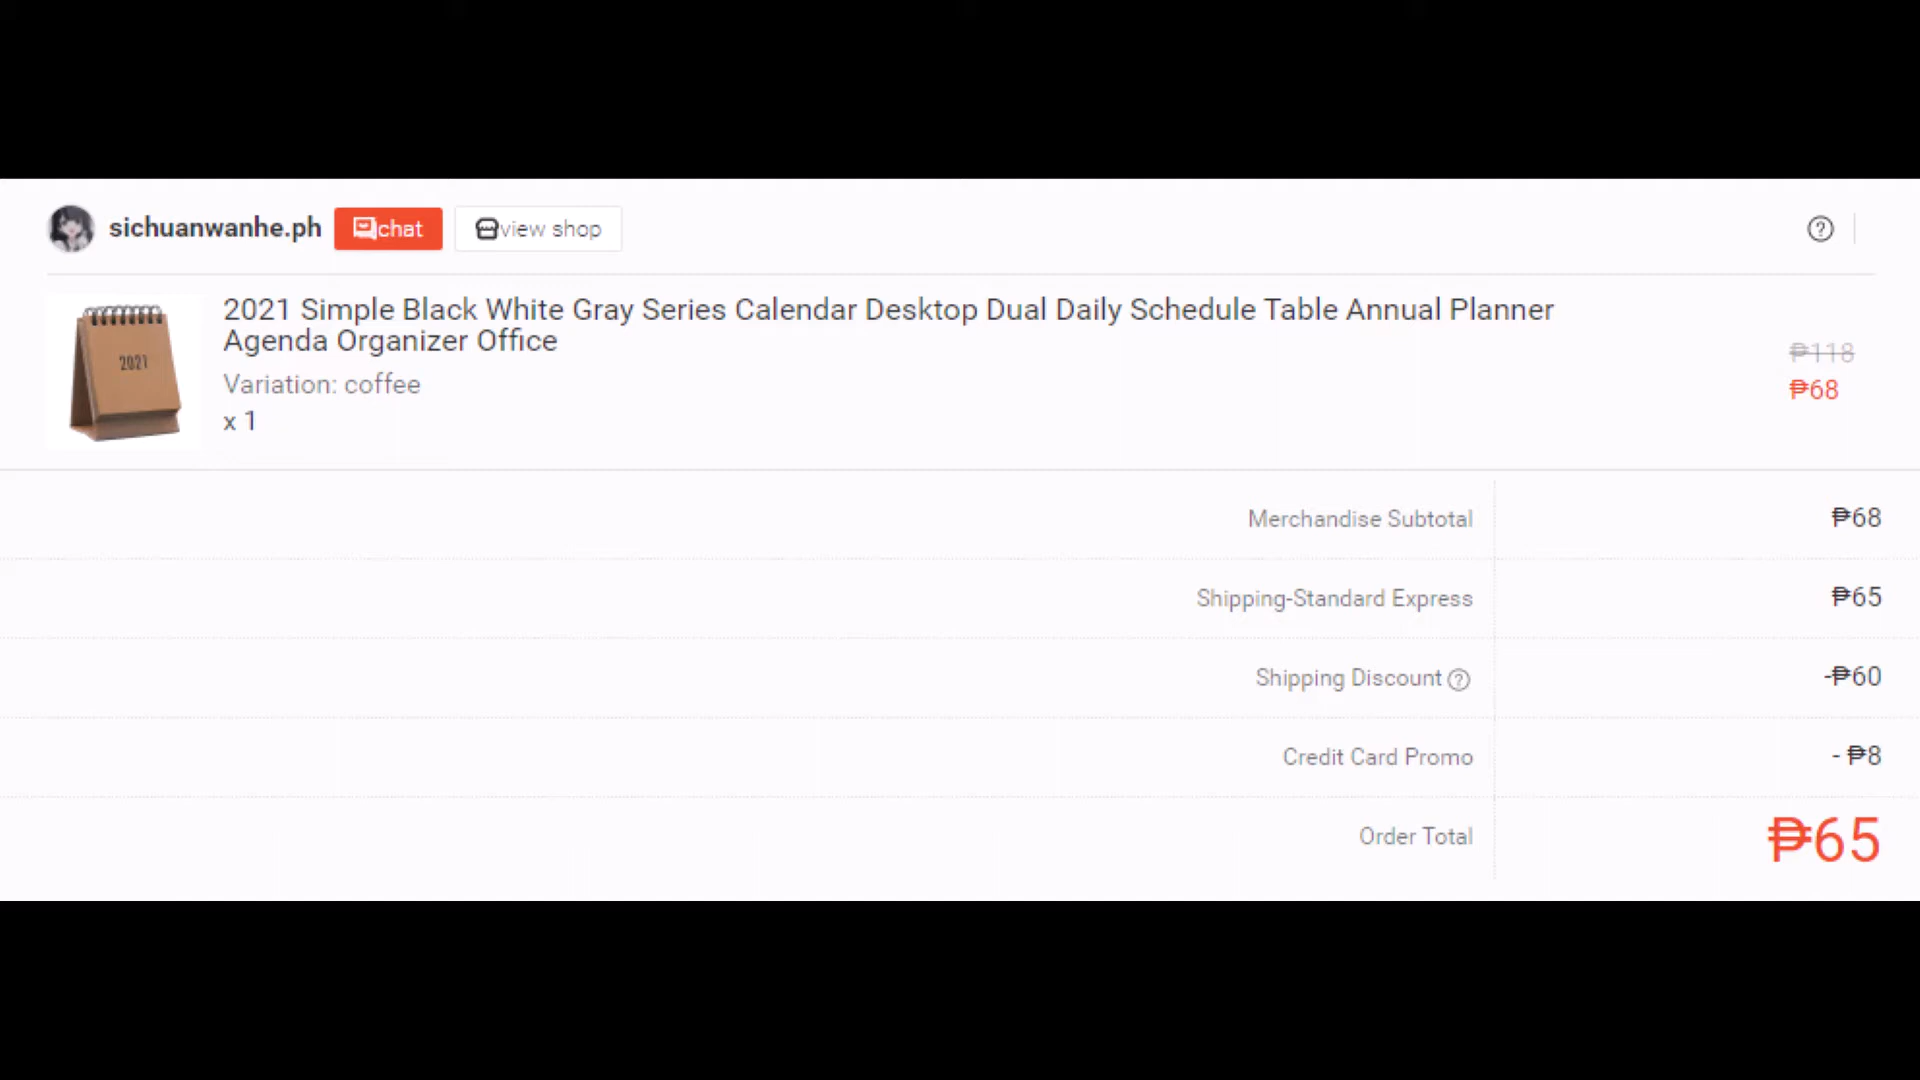 sichuanwanhe.ph chat view shop
2021 Simple Black White Gray Series Calendar Desktop Dual Daily Schedule Table Annual Planner
Agenda Organizer Office
Variation: coffee
x 1
₱118
₱68
2021
Merchandise Subtotal ₱68
Shipping-Standard Express ₱65
Shipping Discount -₱60
Credit Card Promo - ₱8
Order Total ₱65